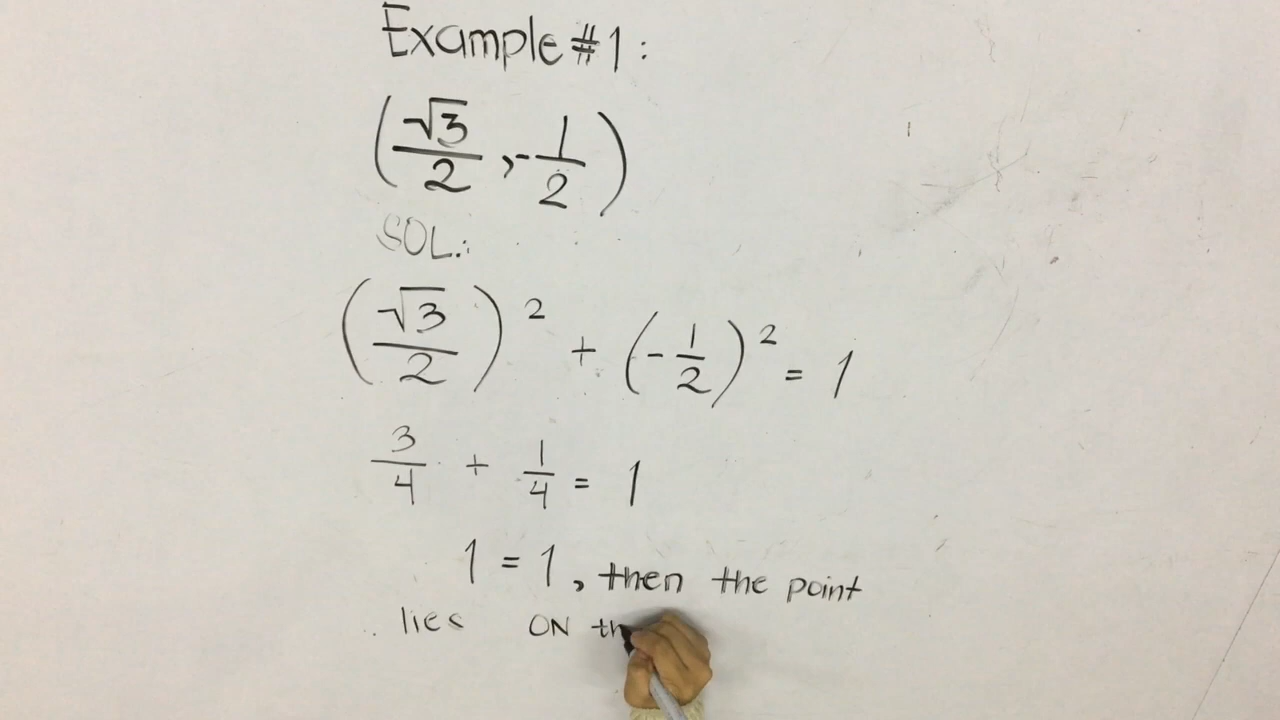 Example #1:
(√3/2, -1/2)
SOL.:
(√3/2)² + (-1/2)² = 1
3/4 + 1/4 = 1
1 = 1, then the point
lies ON th